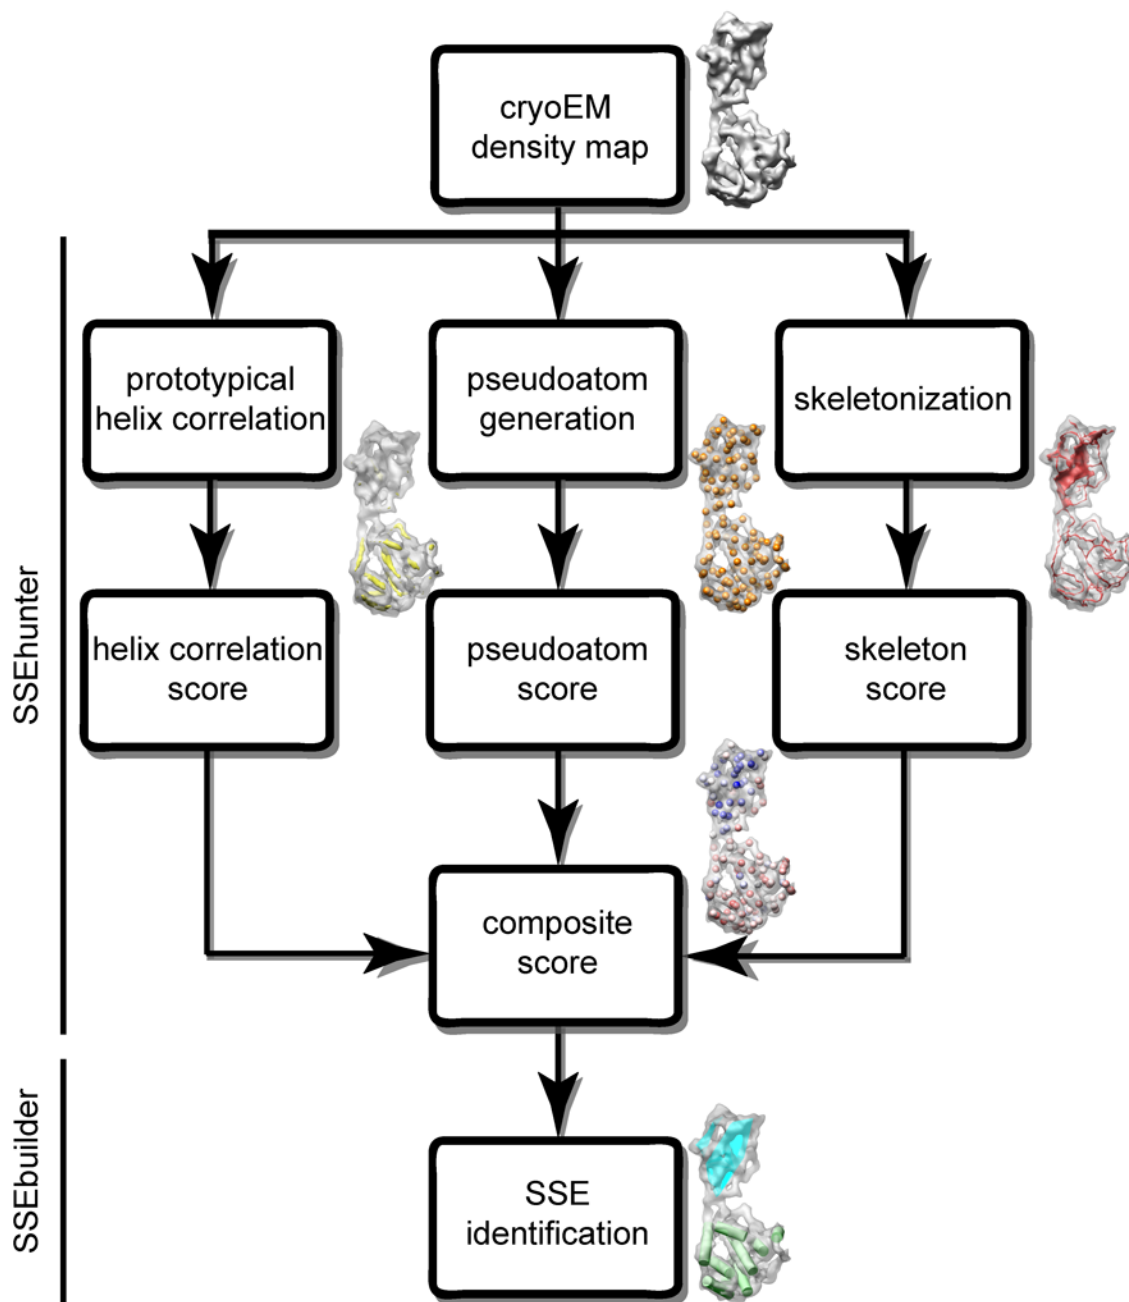 cryoEM
density map
SSEhunter
prototypical
helix correlation
pseudoatom
generation
skeletonization
helix correlation
score
pseudoatom
score
skeleton
score
composite
score
SSEbuilder
SSE
identification